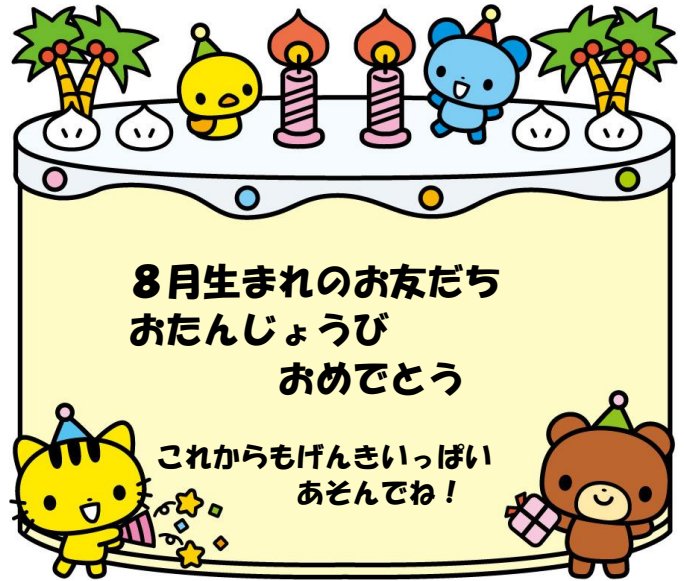 ８月生まれのお友だち
おたんじょうび
おめでとう
これからもげんきいっぱい
あそんでね！